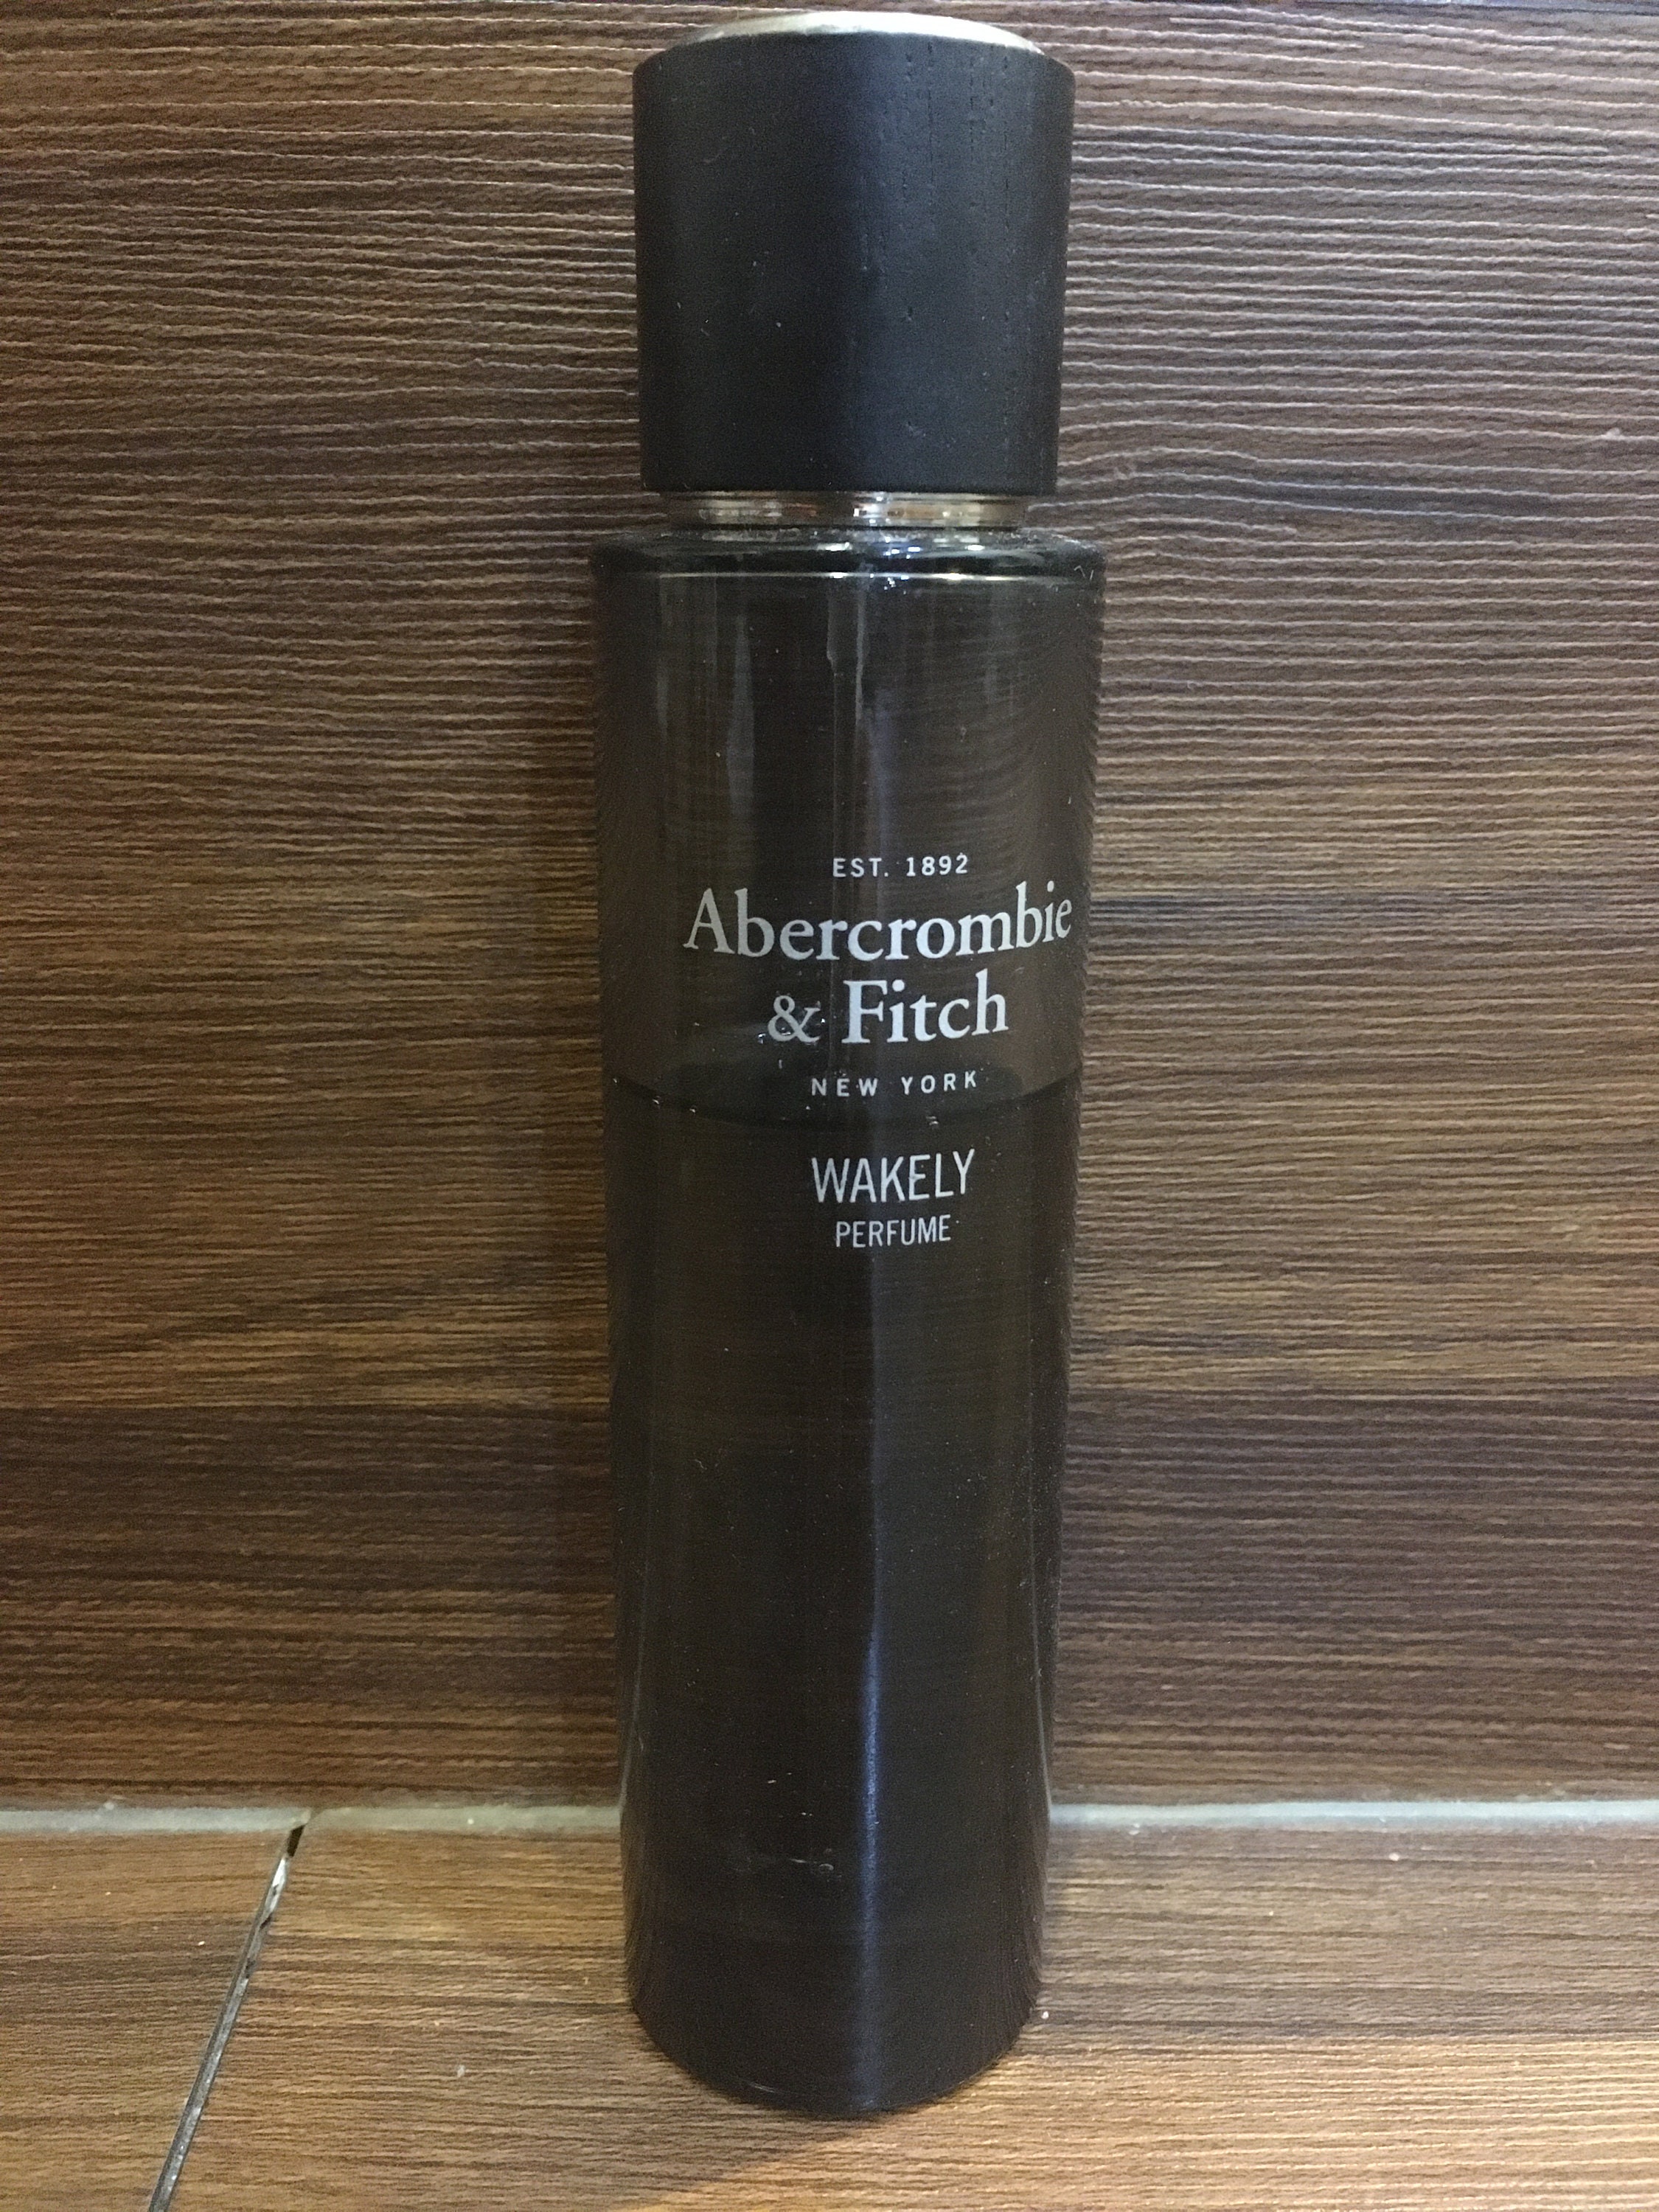 EST. 1892
Abercrombie
& Fitch
NEW YORK
WAKELY
PERFUME